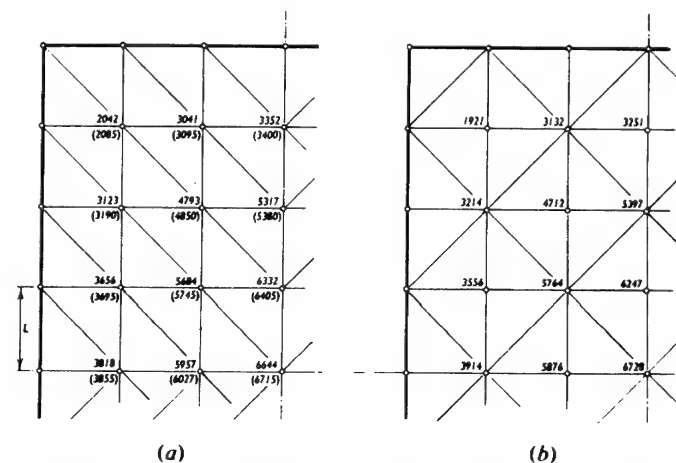 2042 3041 3352
(2085) (3095) (3400)
3123 4793 5317
(3190) (4850) (5380)
3656 5684 6332
(3695) (5745) (6405)
L
3818 5957 6644
(3855) (6027) (6715)
(a)
1921 3132 3251
3214 4712 5397
3556 5764 6247
3914 5876 6728
(b)